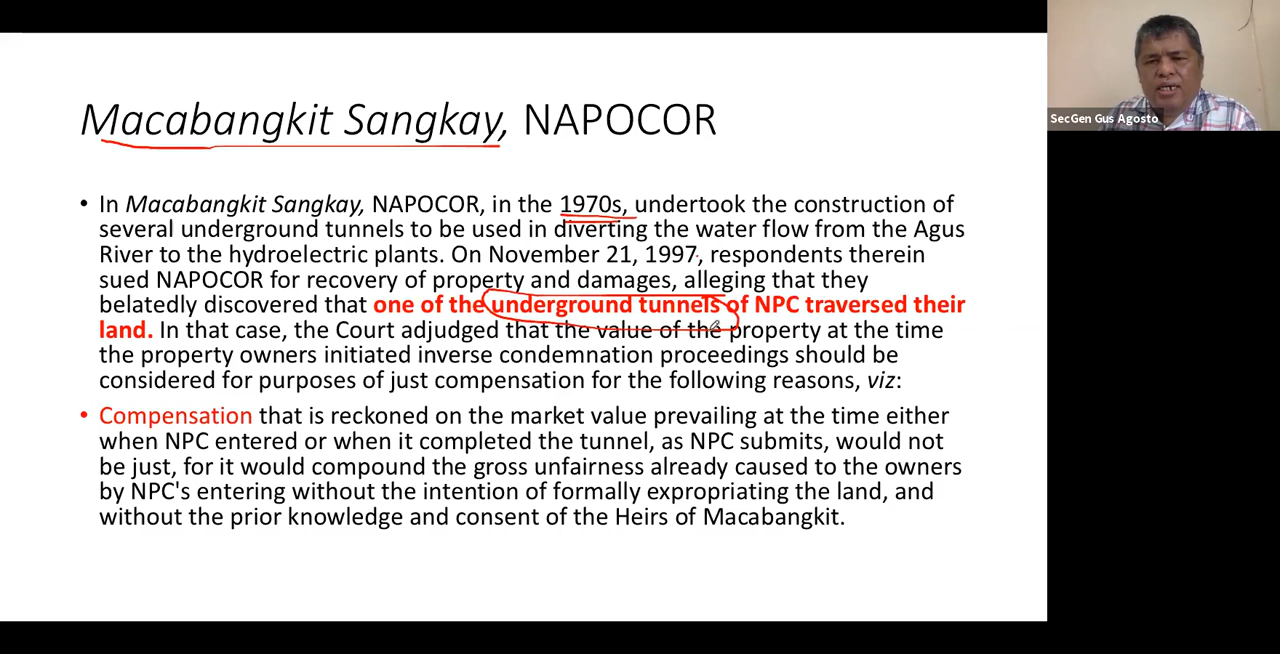 Macabangkit Sangkay, NAPOCOR
SecGen Gus Agosto
• In Macabangkit Sangkay, NAPOCOR, in the 1970s, undertook the construction of
several underground tunnels to be used in diverting the water flow from the Agus
River to the hydroelectric plants. On November 21, 1997, respondents therein
sued NAPOCOR for recovery of property and damages, alleging that they
belatedly discovered that one of the underground tunnels of NPC traversed their
land. In that case, the Court adjudged that the value of the property at the time
the property owners initiated inverse condemnation proceedings should be
considered for purposes of just compensation for the following reasons, viz:
• Compensation that is reckoned on the market value prevailing at the time either
when NPC entered or when it completed the tunnel, as NPC submits, would not
be just, for it would compound the gross unfairness already caused to the owners
by NPC's entering without the intention of formally expropriating the land, and
without the prior knowledge and consent of the Heirs of Macabangkit.